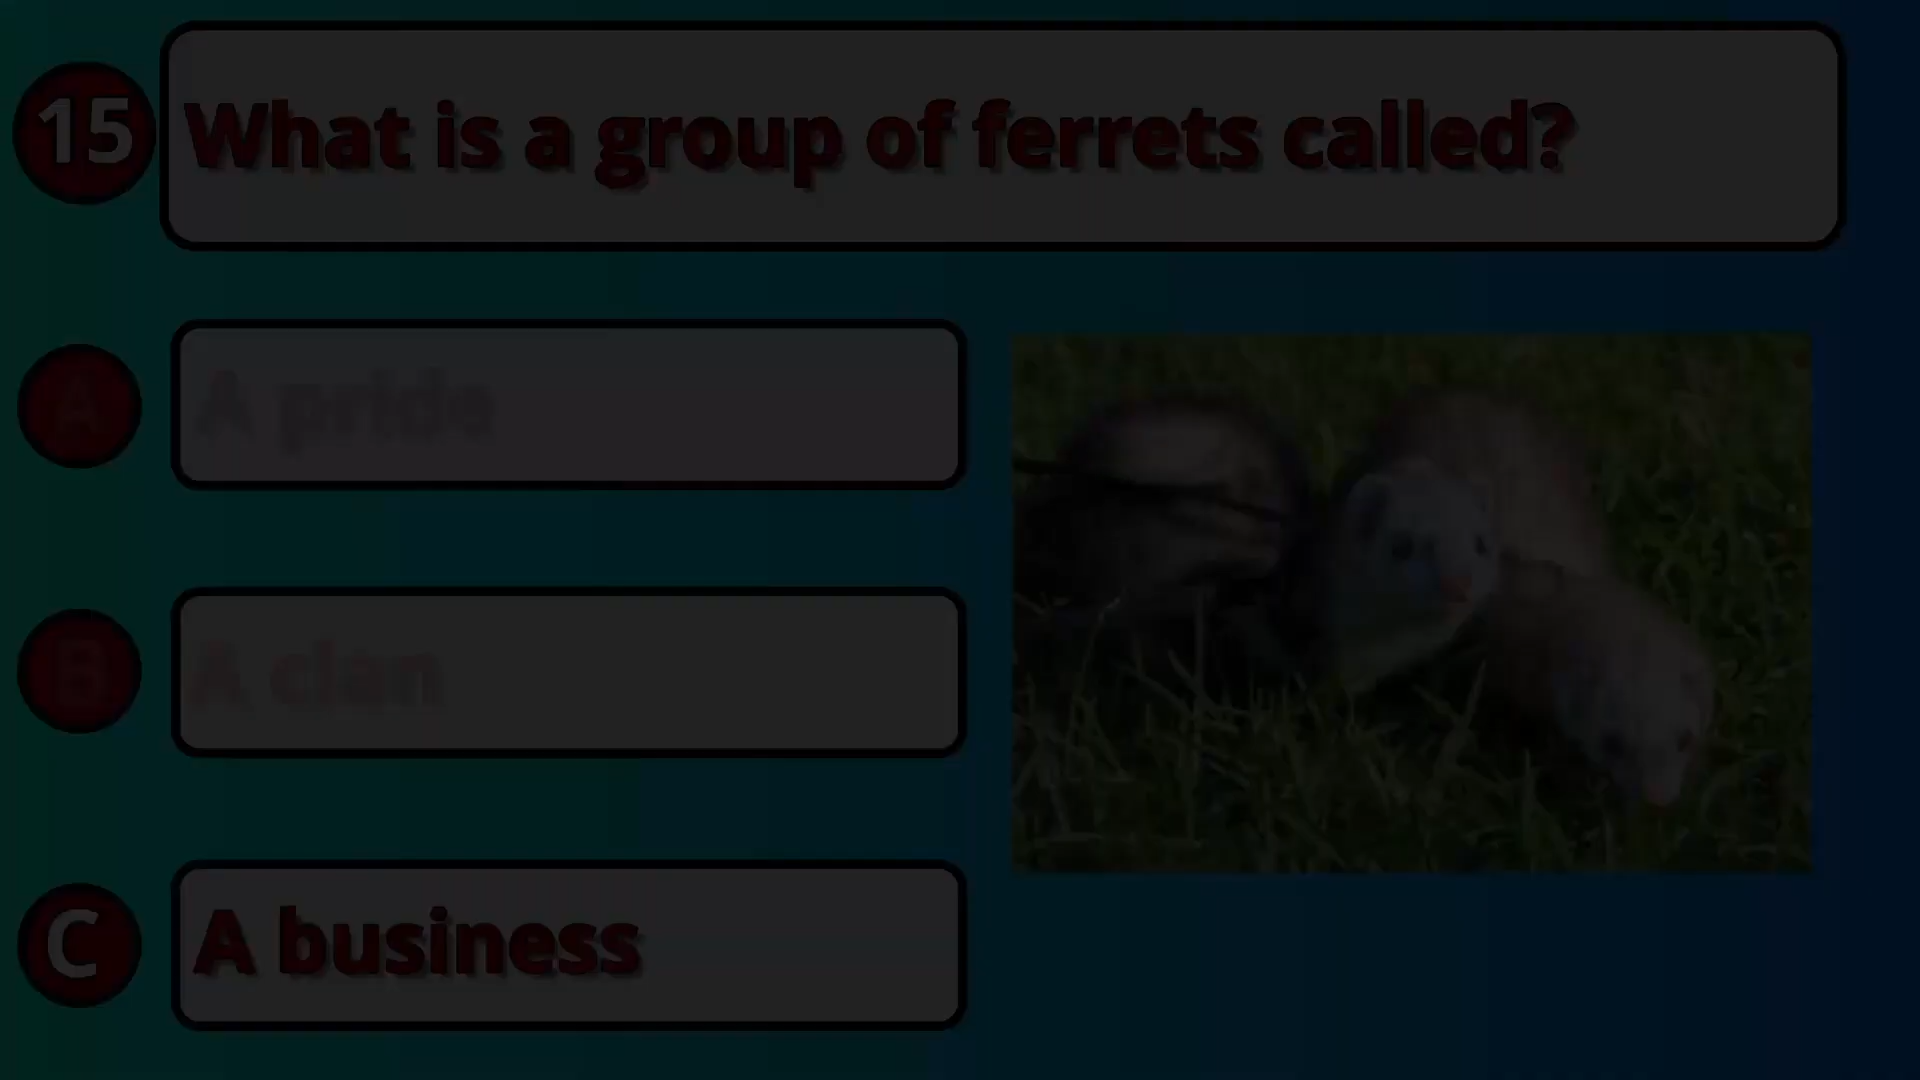 15 What is a group of ferrets called?
A A pride
B A clan
C A business